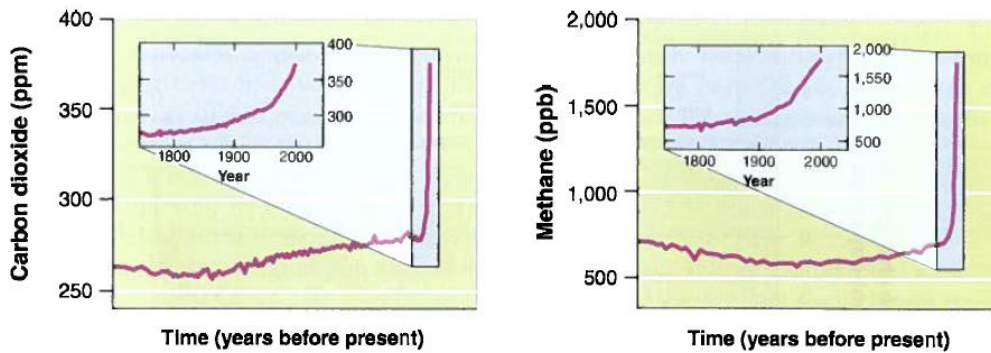 400
350
300
250
Carbon dioxide (ppm)
400
350
300
1800 1900 2000
Year
Time (years before present)
2,000
1,500
1,000
500
Methane (ppb)
2,000
1,550
1,000
500
1800 1900 2000
Year
Time (years before present)